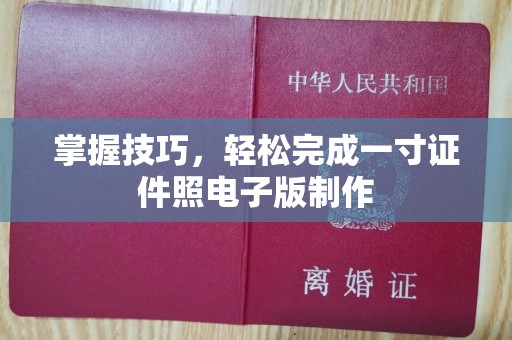 中华人民共和国
掌握技巧，轻松完成一寸证
件照电子版制作
离婚证